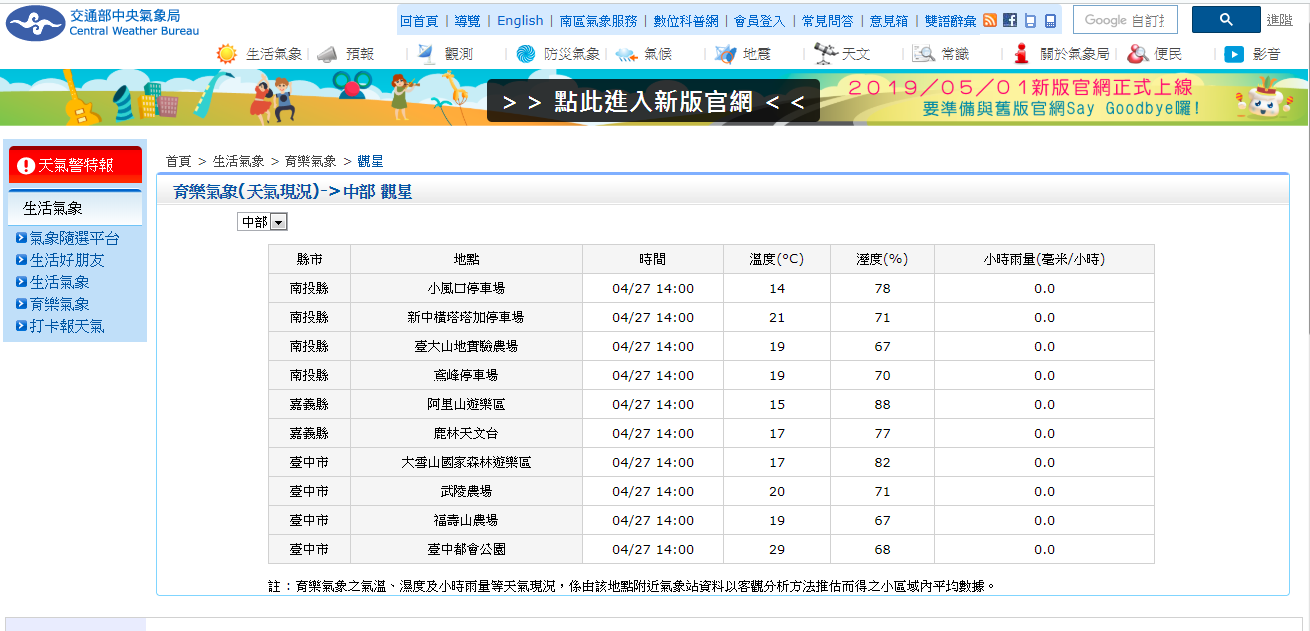 交通部中央氣象局
Central Weather Bureau
回首頁 | 導覽 | English | 南區氣象服務 | 數位科普網 | 會員登入 | 常見問答 | 意見箱 | 雙語辭彙
Google 自訂搜
進階
生活氣象 預報 觀測 防災氣象 氣候 地震 天文 常識 關於氣象局 便民 影音
> > 點此進入新版官網 < <
2019/05/01新版官網正式上線
要準備與舊版官網Say Goodbye囉!
天氣警特報
生活氣象
氣象隨選平台
生活好朋友
生活氣象
育樂氣象
打卡報天氣
首頁 > 生活氣象 > 育樂氣象 > 觀星
育樂氣象(天氣現況)->中部 觀星
中部
縣市 地點 時間 溫度(°C) 溼度(%) 小時雨量(毫米/小時)
南投縣 小風口停車場 04/27 14:00 14 78 0.0
南投縣 新中橫塔塔加停車場 04/27 14:00 21 71 0.0
南投縣 臺大山地實驗農場 04/27 14:00 19 67 0.0
南投縣 鳶峰停車場 04/27 14:00 19 70 0.0
嘉義縣 阿里山遊樂區 04/27 14:00 15 88 0.0
嘉義縣 鹿林天文台 04/27 14:00 17 77 0.0
臺中市 大雪山國家森林遊樂區 04/27 14:00 17 82 0.0
臺中市 武陵農場 04/27 14:00 20 71 0.0
臺中市 福壽山農場 04/27 14:00 19 67 0.0
臺中市 臺中都會公園 04/27 14:00 29 68 0.0
註：育樂氣象之氣溫、濕度及小時雨量等天氣現況，係由該地點附近氣象站資料以客觀分析方法推估而得之小區域內平均數據。